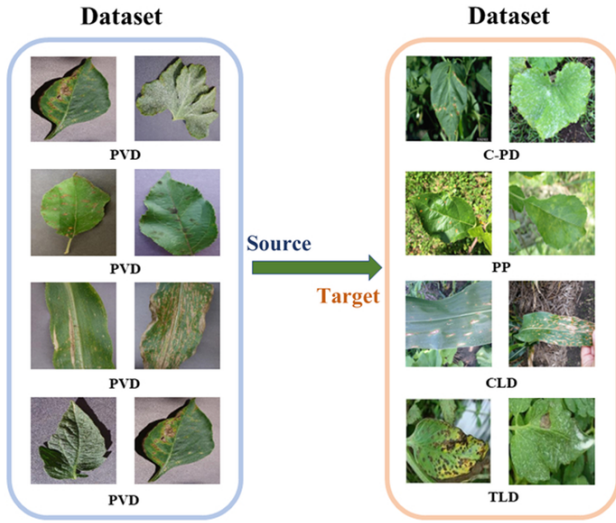 Dataset
PVD
PVD
PVD
PVD
Source
Target
Dataset
C-PD
PP
CLD
TLD